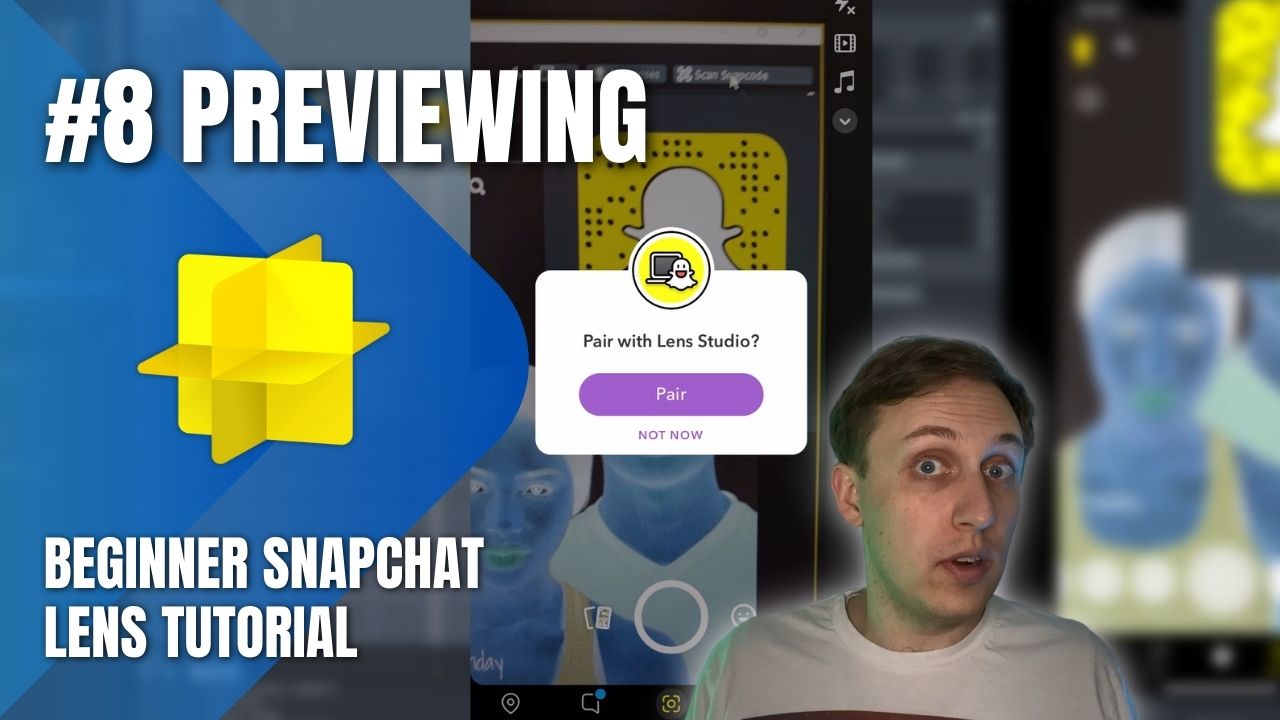 #8 PREVIEWING
Scan Snapcode
Pair with Lens Studio?
Pair
NOT NOW
BEGINNER SNAPCHAT
LENS TUTORIAL